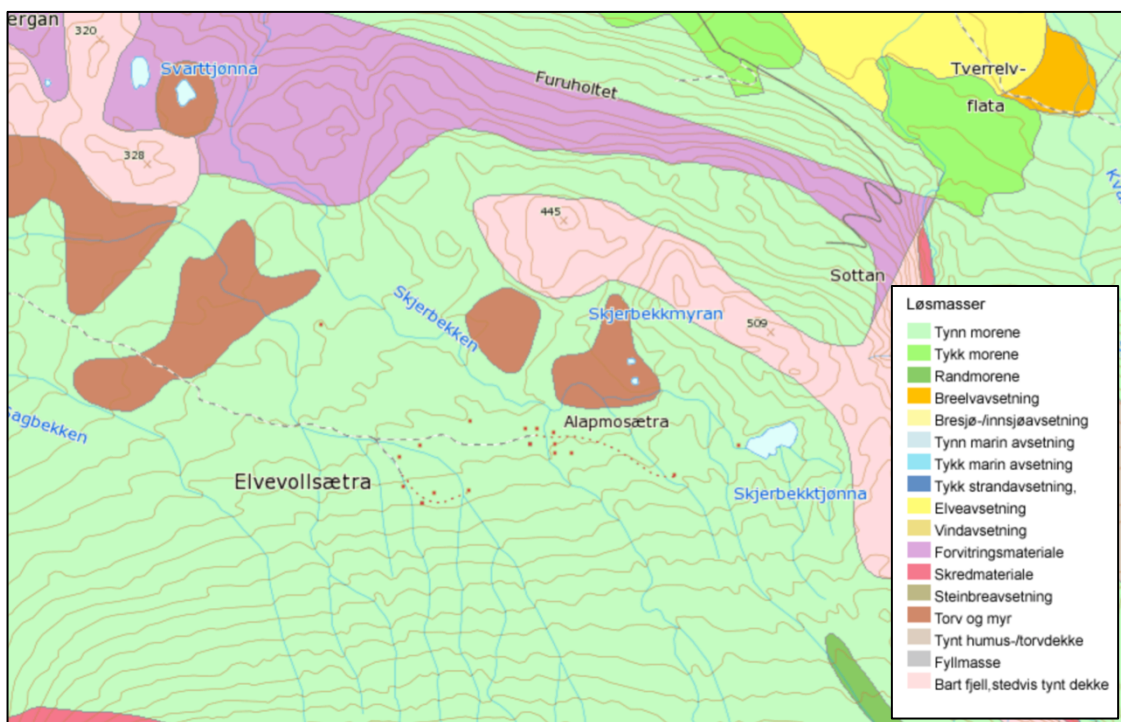 ergan
320
Svarttjønna
Furuholtet
Tverrelv-
flata
328
445
Sottan
Skjerbekken
Skjerbekkmyran
509
Alapmosætra
agbekken
Elvevollsætra
Skjerbekktjønna
Kva
Løsmasser
Tynn morene
Tykk morene
Randmorene
Breelvavsetning
Bresjø-/innsjøavsetning
Tynn marin avsetning
Tykk marin avsetning
Tykk strandavsetning,
Elveavsetning
Vindavsetning
Forvitringsmateriale
Skredmateriale
Steinbreavsetning
Torv og myr
Tynt humus-/torvdekke
Fyllmasse
Bart fjell,stedvis tynt dekke